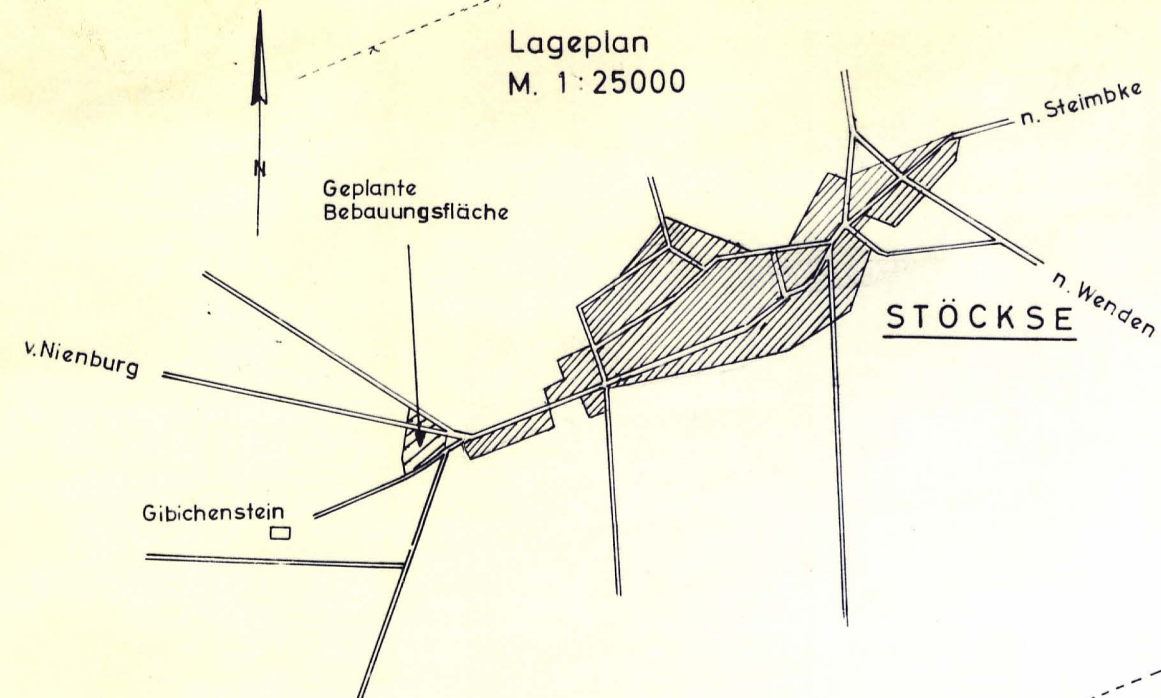 Lageplan
M. 1:25000
n. Steimbke
N
Geplante
Bebauungsfläche
n. Wenden
STÖCKSE
v. Nienburg
Gibichenstein